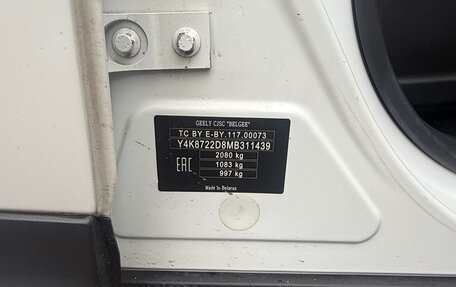 GEELY CJSC "BELGEE"
TC BY E-BY.117.00073
Y4K8722D8MB311439
2080 kg
1083 kg
EAC
997 kg
Made in Belarus